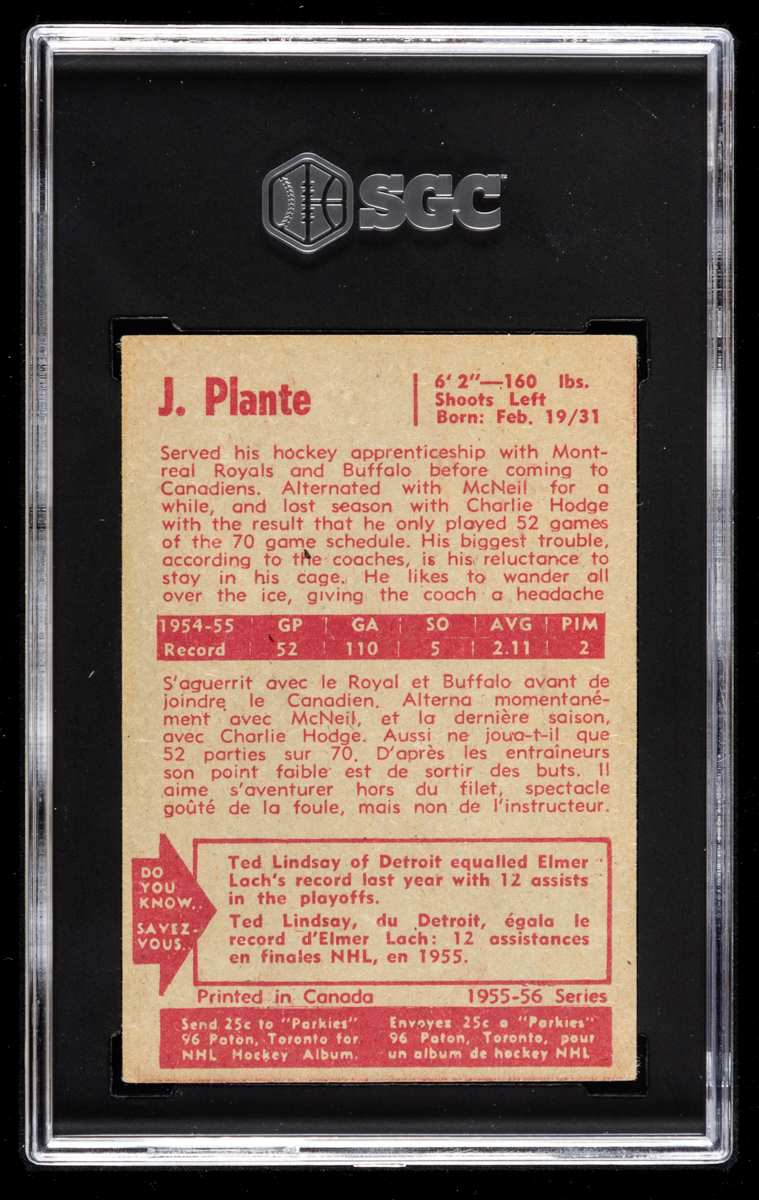 SGC
J. Plante
6' 2"—160 lbs.
Shoots Left
Born: Feb. 19/31
Served his hockey apprenticeship with Mont-
real Royals and Buffalo before coming to
Canadiens. Alternated with McNeil for a
while, and last season with Charlie Hodge
with the result that he only played 52 games
of the 70 game schedule. His biggest trouble,
according to the coaches, is his reluctance to
stay in his cage. He likes to wander all
over the ice, giving the coach a headache
1954-55 GP GA SO AVG PIM
Record 52 110 5 2.11 2
S'aguerrit avec le Royal et Buffalo avant de
joindre le Canadien. Alterna momentané-
ment avec McNeil, et la dernière saison,
avec Charlie Hodge. Aussi ne joua-t-il que
52 parties sur 70. D'après les entraîneurs
son point faible est de sortir des buts. Il
aime s'aventurer hors du filet, spectacle
goûté de la foule, mais non de l'instructeur.
DO
YOU
KNOW..
SAVEZ-
VOUS..
Ted Lindsay of Detroit equalled Elmer
Lach's record last year with 12 assists
in the playoffs.
Ted Lindsay, du Detroit, égala le
record d'Elmer Lach: 12 assistances
en finales NHL, en 1955.
Printed in Canada 1955-56 Series
Send 25c to "Parkies"
96 Paton, Toronto for
NHL Hockey Album.
Envoyez 25c a "Parkies"
96 Paton, Toronto, pour
un album de hockey NHL